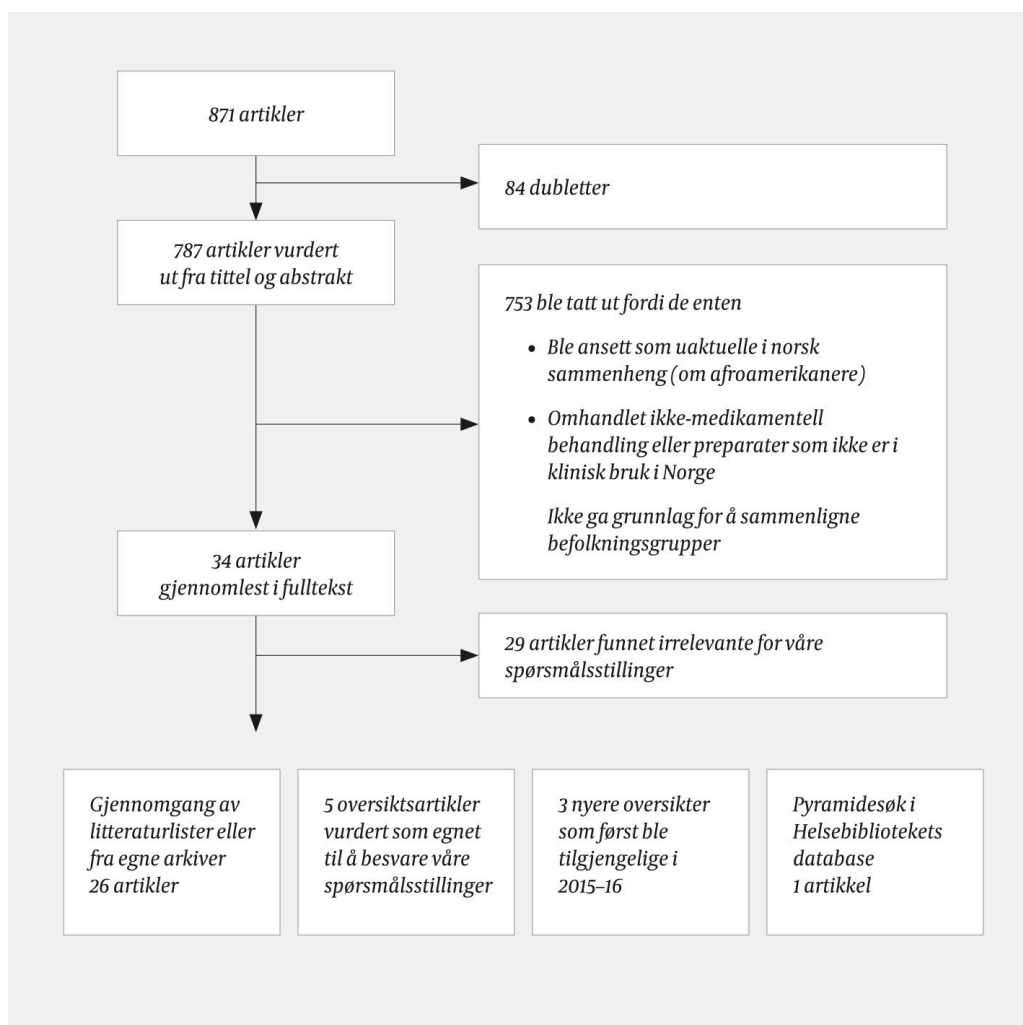 871 artikler
84 dubletter
787 artikler vurdert
ut fra tittel og abstrakt
753 ble tatt ut fordi de enten
• Ble ansett som uaktuelle i norsk
sammenheng (om afroamerikanere)
• Omhandlet ikke-medikamentell
behandling eller preparater som ikke er i
klinisk bruk i Norge
Ikke ga grunnlag for å sammenligne
befolkningsgrupper
34 artikler
gjennomlest i fulltekst
29 artikler funnet irrelevante for våre
spørsmålsstillinger
Gjennomgang av
litteraturlister eller
fra egne arkiver
26 artikler
5 oversiktsartikler
vurdert som egnet
til å besvare våre
spørsmålsstillinger
3 nyere oversikter
som først ble
tilgjengelige i
2015–16
Pyramidesøk i
Helsebibliotekets
database
1 artikkel